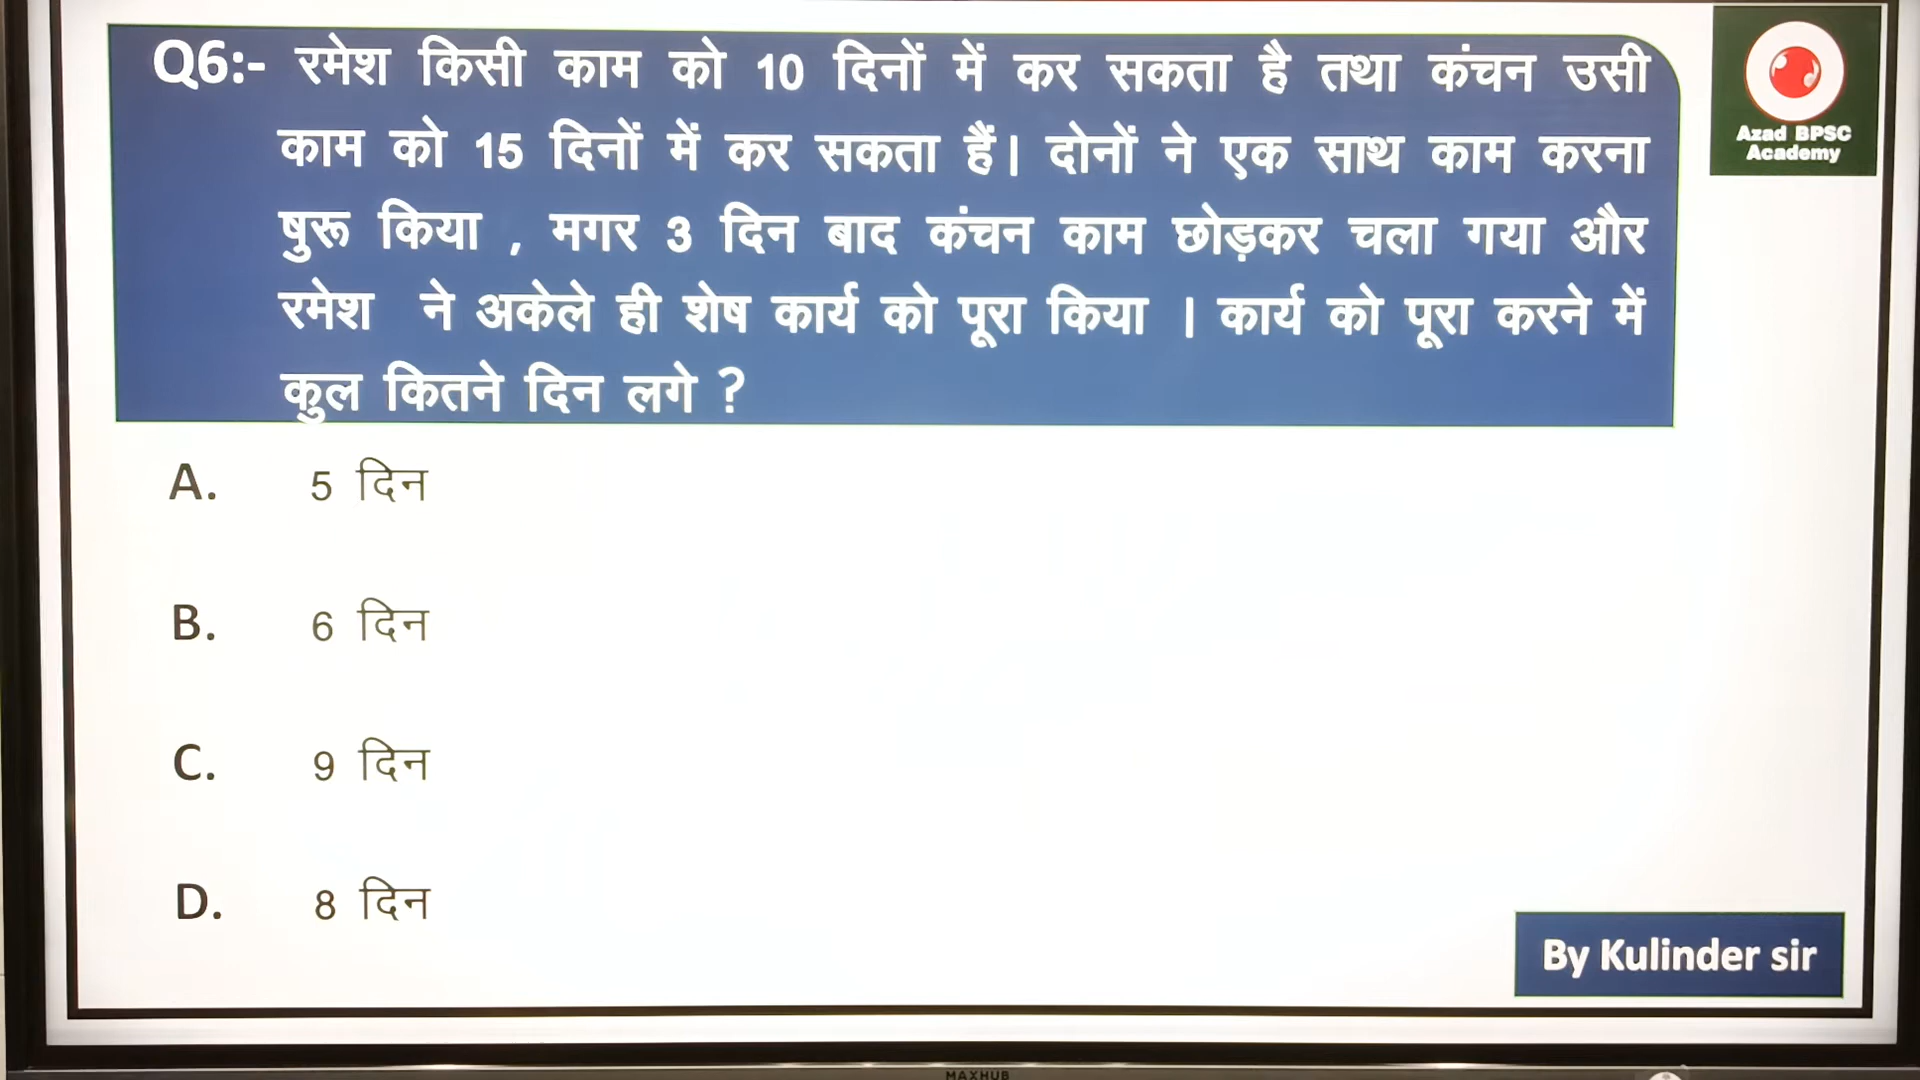 Q6:- रमेश किसी काम को 10 दिनों में कर सकता है तथा कंचन उसी
काम को 15 दिनों में कर सकता हैं। दोनों ने एक साथ काम करना
षुरू किया , मगर 3 दिन बाद कंचन काम छोड़कर चला गया और
रमेश ने अकेले ही शेष कार्य को पूरा किया । कार्य को पूरा करने में
कुल कितने दिन लगे ?
Azad BPSC
Academy
A. 5 दिन
B. 6 दिन
C. 9 दिन
D. 8 दिन
By Kulinder sir
MAXHUB